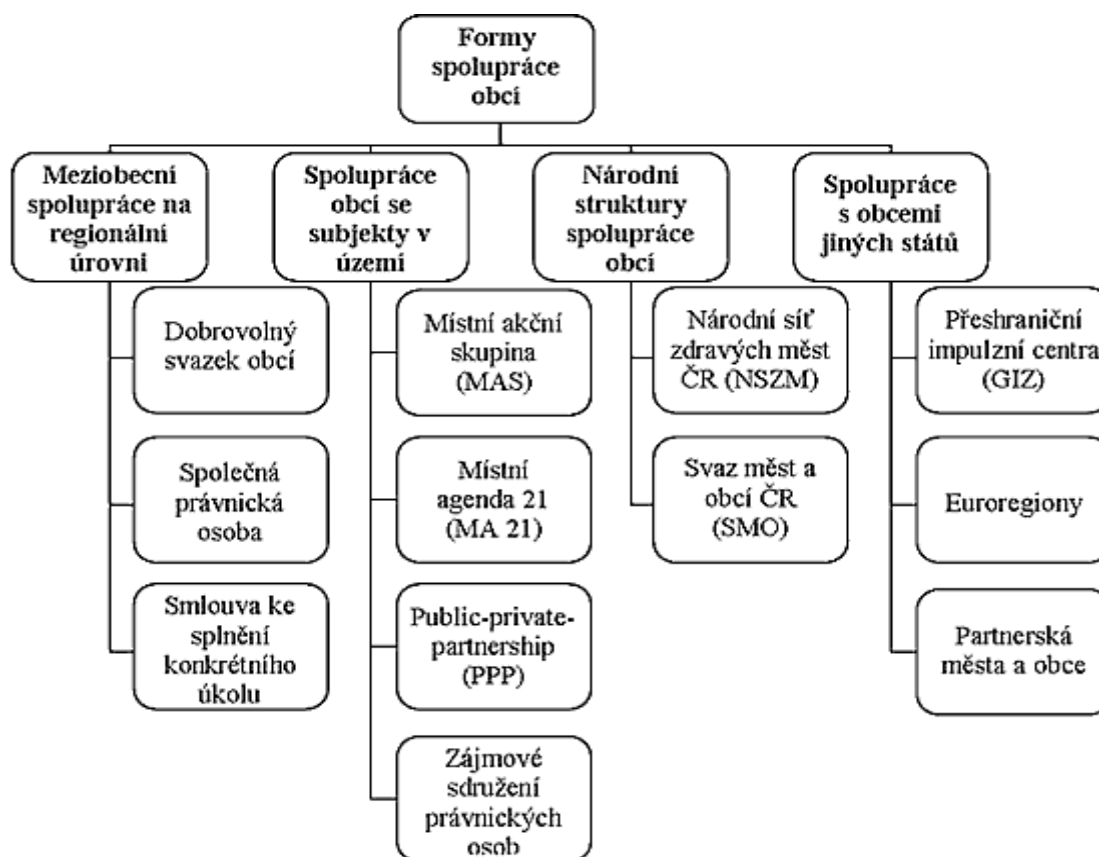 Formy
spolupráce
obcí
Meziobecní
spolupráce na
regionální
úrovni
Spolupráce
obcí se
subjekty v
území
Národní
struktury
spolupráce
obcí
Spolupráce
s obcemi
jiných států
Dobrovolný
svazek obcí
Společná
právnická
osoba
Smlouva ke
splnění
konkrétního
úkolu
Místní akční
skupina
(MAS)
Místní
agenda 21
(MA 21)
Public-private-
partnership
(PPP)
Zájmové
sdružení
právnických
osob
Národní síť
zdravých měst
ČR (NSZM)
Svaz měst a
obcí ČR
(SMO)
Přeshraniční
impulzní centra
(GIZ)
Euroregiony
Partnerská
města a obce